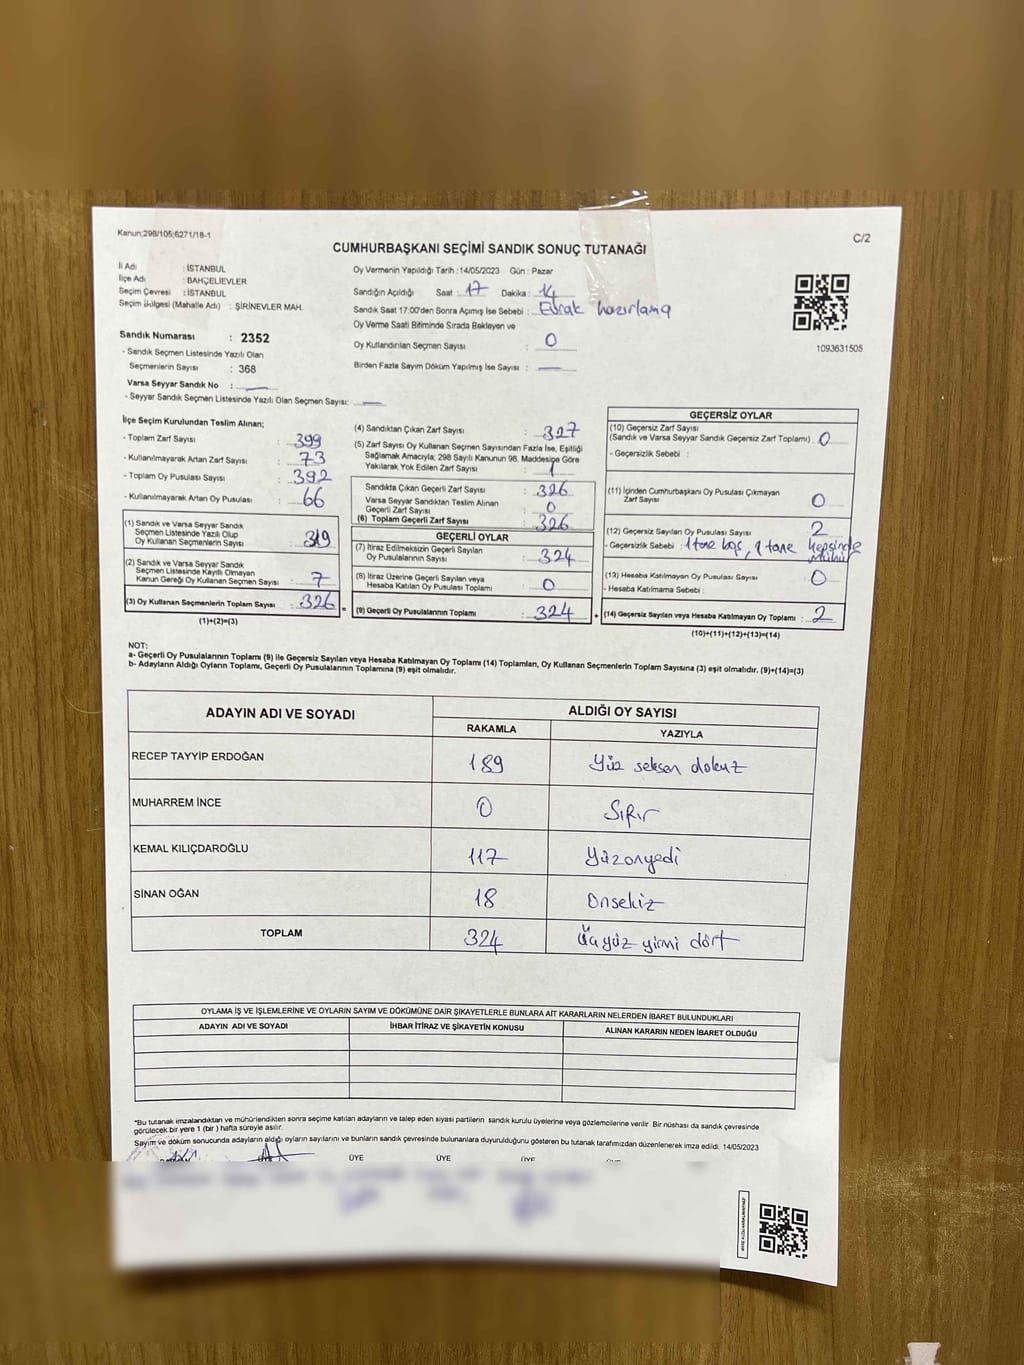 Kanun;298/105;6271/18-1
C/2
CUMHURBAŞKANI SEÇİMİ SANDIK SONUÇ TUTANAĞI
İl Adı : İSTANBUL
İlçe Adı : BAHÇELİEVLER
Seçim Çevresi : İSTANBUL
Seçim Bölgesi (Mahalle Adı) : ŞİRİNEVLER MAH.
Sandık Numarası : 2352
- Sandık Seçmen Listesinde Yazılı Olan
Seçmenlerin Sayısı : 368
Varsa Seyyar Sandık No :
- Seyyar Sandık Seçmen Listesinde Yazılı Olan Seçmen Sayısı:
Oy Vermenin Yapıldığı Tarih : 14/05/2023 Gün : Pazar
Sandığın Açıldığı Saat : 17 Dakika : 14
Sandık Saat 17:00'den Sonra Açılmış İse Sebebi : Evrak hazırlama
Oy Verme Saati Bitiminde Sırada Bekleyen ve
Oy Kullandırılan Seçmen Sayısı : 0
Birden Fazla Sayım Döküm Yapılmış İse Sayısı :
1093631505
İlçe Seçim Kurulundan Teslim Alınan;
- Toplam Zarf Sayısı : 399
- Kullanılmayarak Artan Zarf Sayısı : 73
- Toplam Oy Pusulası Sayısı : 392
- Kullanılmayarak Artan Oy Pusulası : 66
(1) Sandık ve Varsa Seyyar Sandık
Seçmen Listesinde Yazılı Olup
Oy Kullanan Seçmenlerin Sayısı : 319
(2) Sandık ve Varsa Seyyar Sandık
Seçmen Listesinde Kayıtlı Olmayan
Kanun Gereği Oy Kullanan Seçmen Sayısı : 7
(3) Oy Kullanan Seçmenlerin Toplam Sayısı : 326
(1)+(2)=(3)
(4) Sandıktan Çıkan Zarf Sayısı : 327
(5) Zarf Sayısı Oy Kullanan Seçmen Sayısından Fazla İse, Eşitliği
Sağlamak Amacıyla; 298 Sayılı Kanunun 98. Maddesine Göre
Yakılarak Yok Edilen Zarf Sayısı : 1
Sandıkta Çıkan Geçerli Zarf Sayısı : 326
Varsa Seyyar Sandıktan Teslim Alınan
Geçerli Zarf Sayısı : 0
(6) Toplam Geçerli Zarf Sayısı : 326
GEÇERLİ OYLAR
(7) İtiraz Edilmeksizin Geçerli Sayılan
Oy Pusulalarının Sayısı : 324
(8) İtiraz Üzerine Geçerli Sayılan veya
Hesaba Katılan Oy Pusulası Toplamı : 0
(9) Geçerli Oy Pusulalarının Toplamı : 324
GEÇERSİZ OYLAR
(10) Geçersiz Zarf Sayısı
(Sandık ve Varsa Seyyar Sandık Geçersiz Zarf Toplamı) : 0
- Geçersizlik Sebebi :
(11) İçinden Cumhurbaşkanı Oy Pusulası Çıkmayan
Zarf Sayısı : 0
(12) Geçersiz Sayılan Oy Pusulası Sayısı : 2
- Geçersizlik Sebebi : 1 tane boş, 1 tane hepsinde
mühür
(13) Hesaba Katılmayan Oy Pusulası Sayısı : 0
- Hesaba Katılmama Sebebi :
(14) Geçersiz Sayılan veya Hesaba Katılmayan Oy Toplamı : 2
(10)+(11)+(12)+(13)=(14)
NOT:
a- Geçerli Oy Pusulalarının Toplamı (9) ile Geçersiz Sayılan veya Hesaba Katılmayan Oy Toplamı (14) Toplamları, Oy Kullanan Seçmenlerin Toplam Sayısına (3) eşit olmalıdır. (9)+(14)=(3)
b- Adayların Aldığı Oyların Toplamı, Geçerli Oy Pusulalarının Toplamına (9) eşit olmalıdır.
ADAYIN ADI VE SOYADI
ALDIĞI OY SAYISI
RAKAMLA YAZIYLA
RECEP TAYYİP ERDOĞAN 189 Yüz seksen dokuz
MUHARREM İNCE 0 Sıfır
KEMAL KILIÇDAROĞLU 117 Yüzonyedi
SİNAN OĞAN 18 Onsekiz
TOPLAM 324 Üçyüz yirmi dört
OYLAMA İŞ VE İŞLEMLERİNE VE OYLARIN SAYIM VE DÖKÜMÜNE DAİR ŞİKAYETLERLE BUNLARA AİT KARARLARIN NELERDEN İBARET BULUNDUKLARI
ADAYIN ADI VE SOYADI İHBAR İTİRAZ VE ŞİKAYETİN KONUSU ALINAN KARARIN NEDEN İBARET OLDUĞU
*Bu tutanak imzalandıktan ve mühürlendikten sonra seçime katılan adayların ve talep eden siyasi partilerin sandık kurulu üyelerine veya gözlemcilerine verilir. Bir nüshası da sandık çevresinde
görülecek bir yere 1 (bir) hafta süreyle asılır.
Sayım ve döküm sonucunda adayların aldığı oyların sayılarını ve bunların sandık çevresinde bulunanlara duyurulduğunu gösteren bu tutanak tarafımızdan düzenlenerek imza edildi. 14/05/2023
ÜYE ÜYE ÜYE